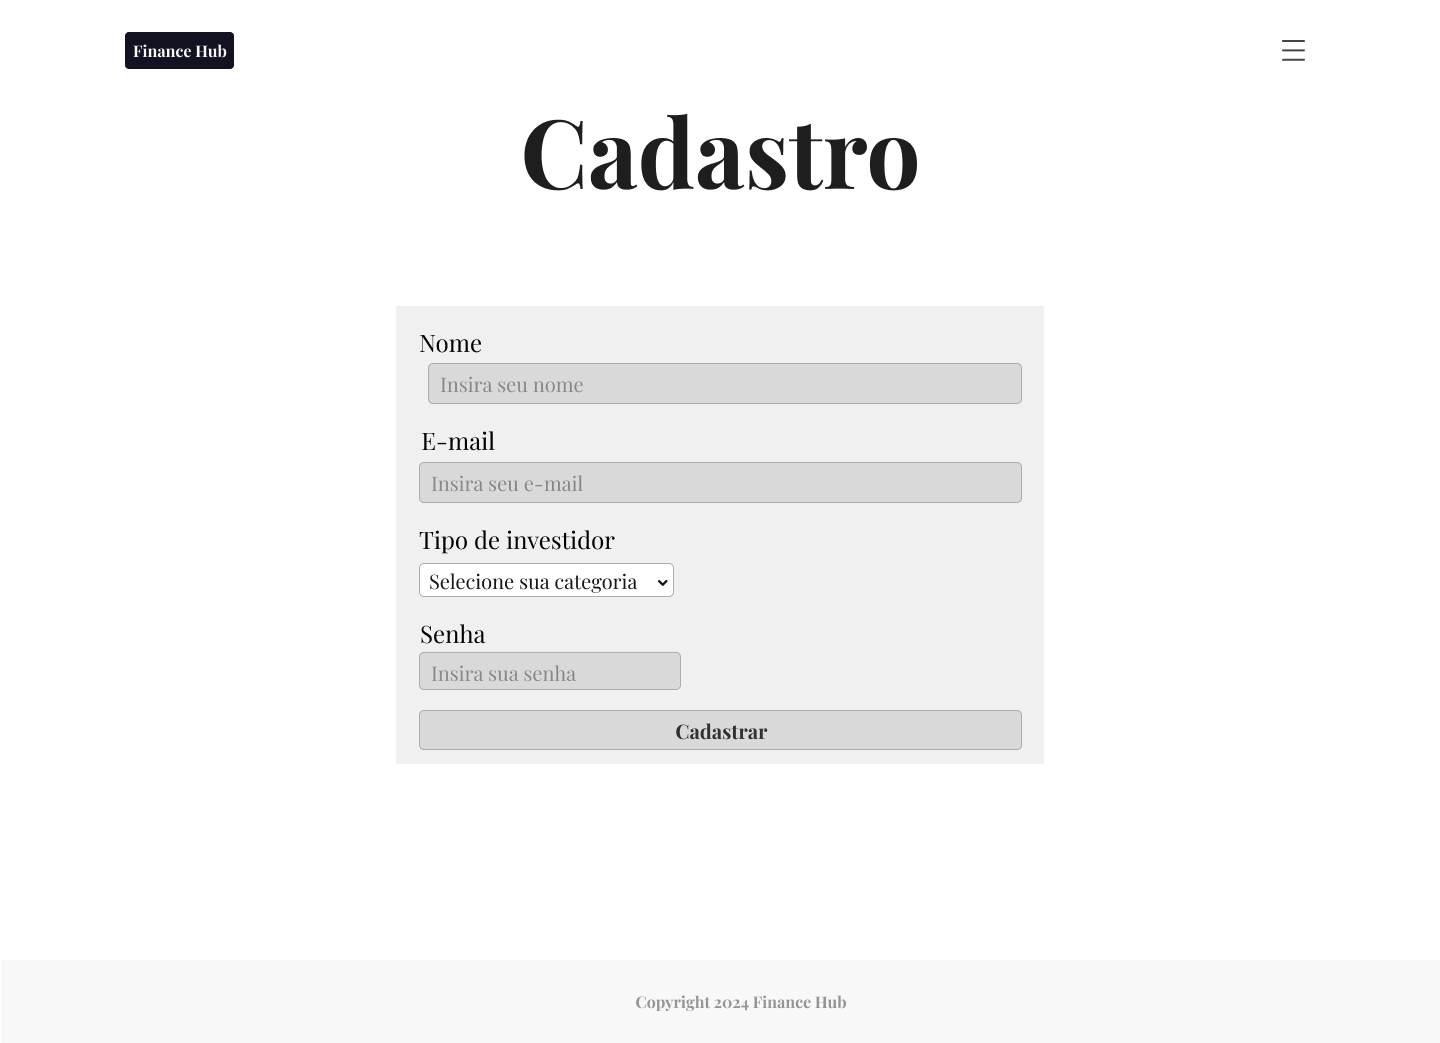 Finance Hub
Cadastro
Nome
Insira seu nome
E-mail
Insira seu e-mail
Tipo de investidor
Selecione sua categoria
Senha
Insira sua senha
Cadastrar
Copyright 2024 Finance Hub